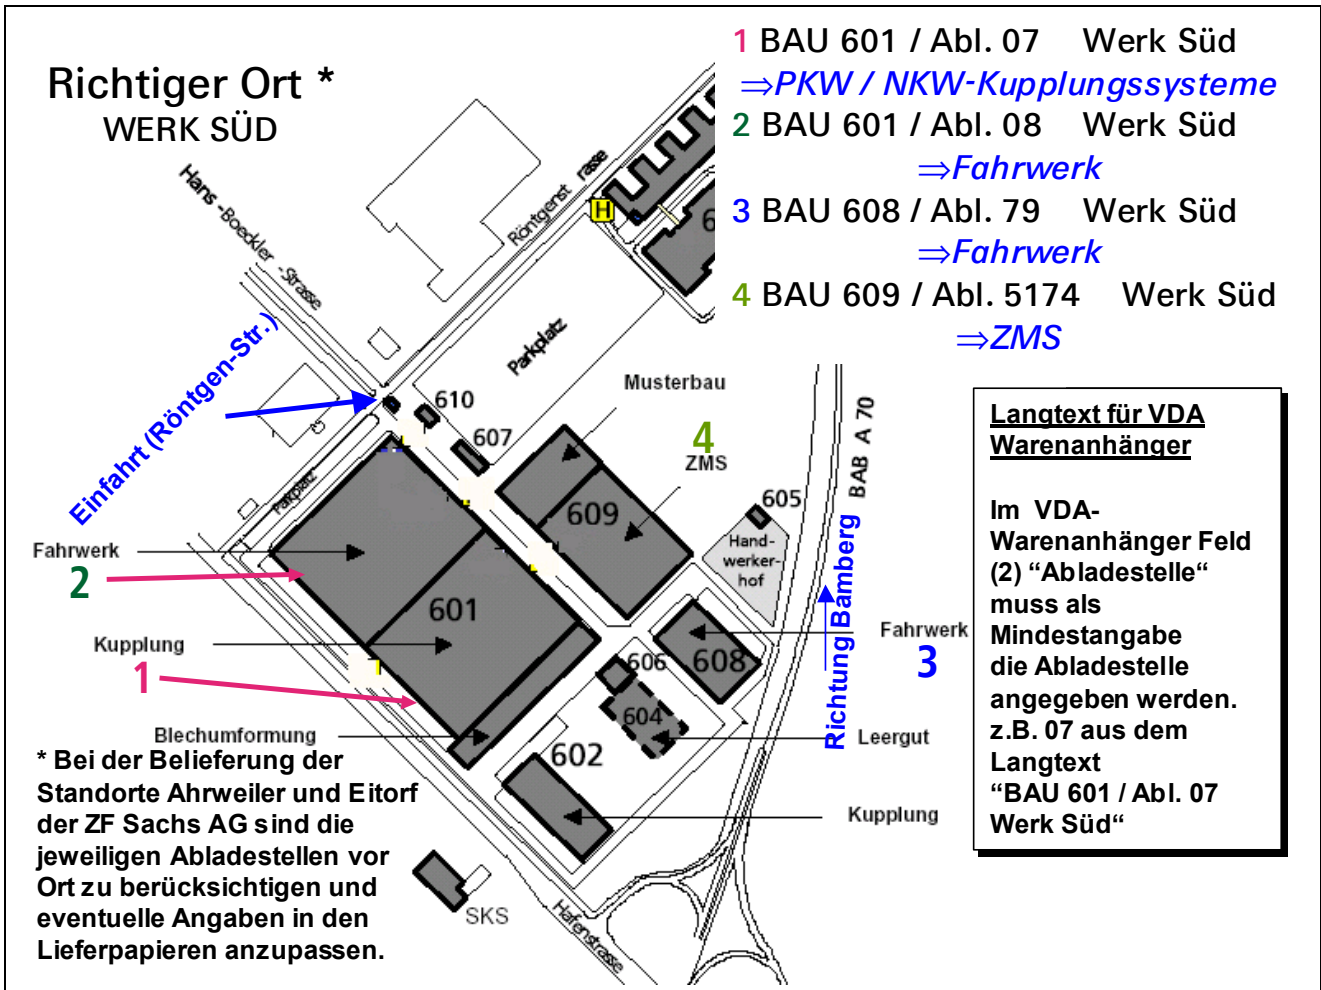 Richtiger Ort *
WERK SÜD
1 BAU 601 / Abl. 07 Werk Süd
⇒PKW / NKW-Kupplungssysteme
2 BAU 601 / Abl. 08 Werk Süd
⇒Fahrwerk
3 BAU 608 / Abl. 79 Werk Süd
⇒Fahrwerk
4 BAU 609 / Abl. 5174 Werk Süd
⇒ZMS
Hans -Boeckler -Strasse
Röntgenst rasse
H
6
Parkplatz
Einfahrt (Röntgen-Str.)
Parkplatz
610
607
Musterbau
4
ZMS
609
605
Hand-
werker-
hof
BAB A 70
Richtung Bamberg
Fahrwerk
2
601
Kupplung
1
Blechumformung
606
608
604
602
Fahrwerk
3
Leergut
Kupplung
SKS
Hafenstrasse
Langtext für VDA
Warenanhänger
Im VDA-
Warenanhänger Feld
(2) “Abladestelle“
muss als
Mindestangabe
die Abladestelle
angegeben werden.
z.B. 07 aus dem
Langtext
“BAU 601 / Abl. 07
Werk Süd“
* Bei der Belieferung der
Standorte Ahrweiler und Eitorf
der ZF Sachs AG sind die
jeweiligen Abladestellen vor
Ort zu berücksichtigen und
eventuelle Angaben in den
Lieferpapieren anzupassen.